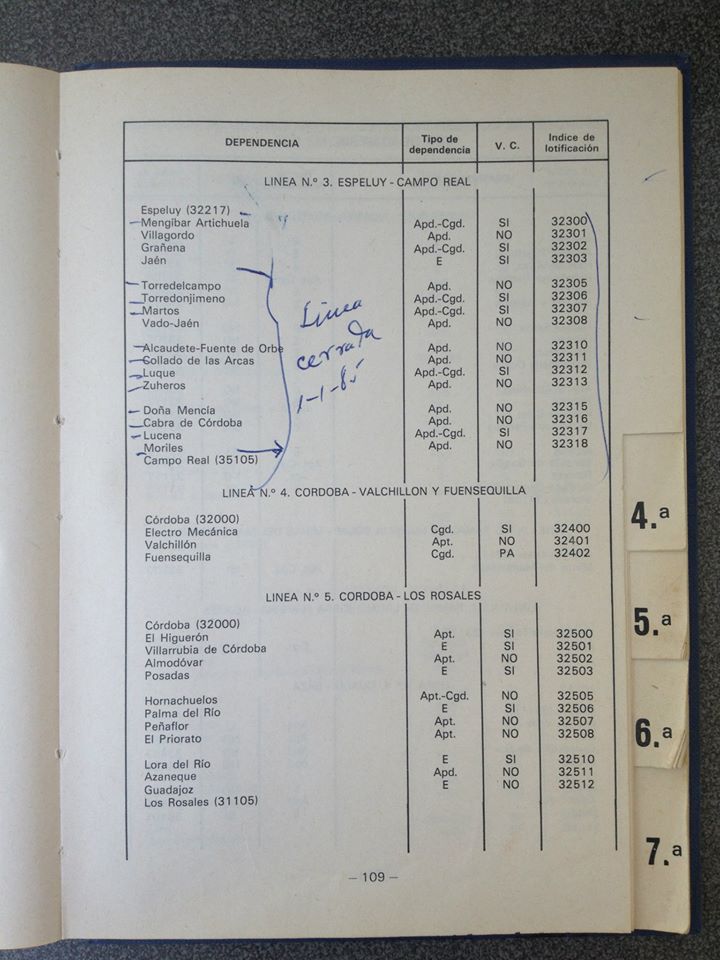 DEPENDENCIA Tipo de dependencia V. C. Indice de lotificación
LINEA N.º 3. ESPELUY - CAMPO REAL
Espeluy (32217)
Mengíbar Artichuela Apd.-Cgd. SI 32300
Villagordo Apd. NO 32301
Grañena Apd.-Cgd. SI 32302
Jaén E SI 32303
Torredelcampo Apd. NO 32305
Torredonjimeno Apd.-Cgd. SI 32306
Martos Apd.-Cgd. SI 32307
Vado-Jaén Apd. NO 32308
Alcaudete-Fuente de Orbe Apd. NO 32310
Collado de las Arcas Apd. NO 32311
Luque Apd.-Cgd. SI 32312
Zuheros Apd. NO 32313
Doña Mencía Apd. NO 32315
Cabra de Córdoba Apd. NO 32316
Lucena Apd.-Cgd. SI 32317
Moriles Apd. NO 32318
Campo Real (35105)
Linea
cerrada
1-1-85
LINEA N.º 4. CORDOBA - VALCHILLON Y FUENSEQUILLA
Córdoba (32000)
Electro Mecánica Cgd. SI 32400
Valchillón Apt. NO 32401
Fuensequilla Cgd. PA 32402
LINEA N.º 5. CORDOBA - LOS ROSALES
Córdoba (32000)
El Higuerón Apt. SI 32500
Villarrubia de Córdoba E SI 32501
Almodóvar Apt. NO 32502
Posadas E SI 32503
Hornachuelos Apt.-Cgd. NO 32505
Palma del Río E SI 32506
Peñaflor Apt. NO 32507
El Priorato Apt. NO 32508
Lora del Río E SI 32510
Azaneque Apd. NO 32511
Guadajoz E NO 32512
Los Rosales (31105)
— 109 —
4.ª
5.ª
6.ª
7.ª